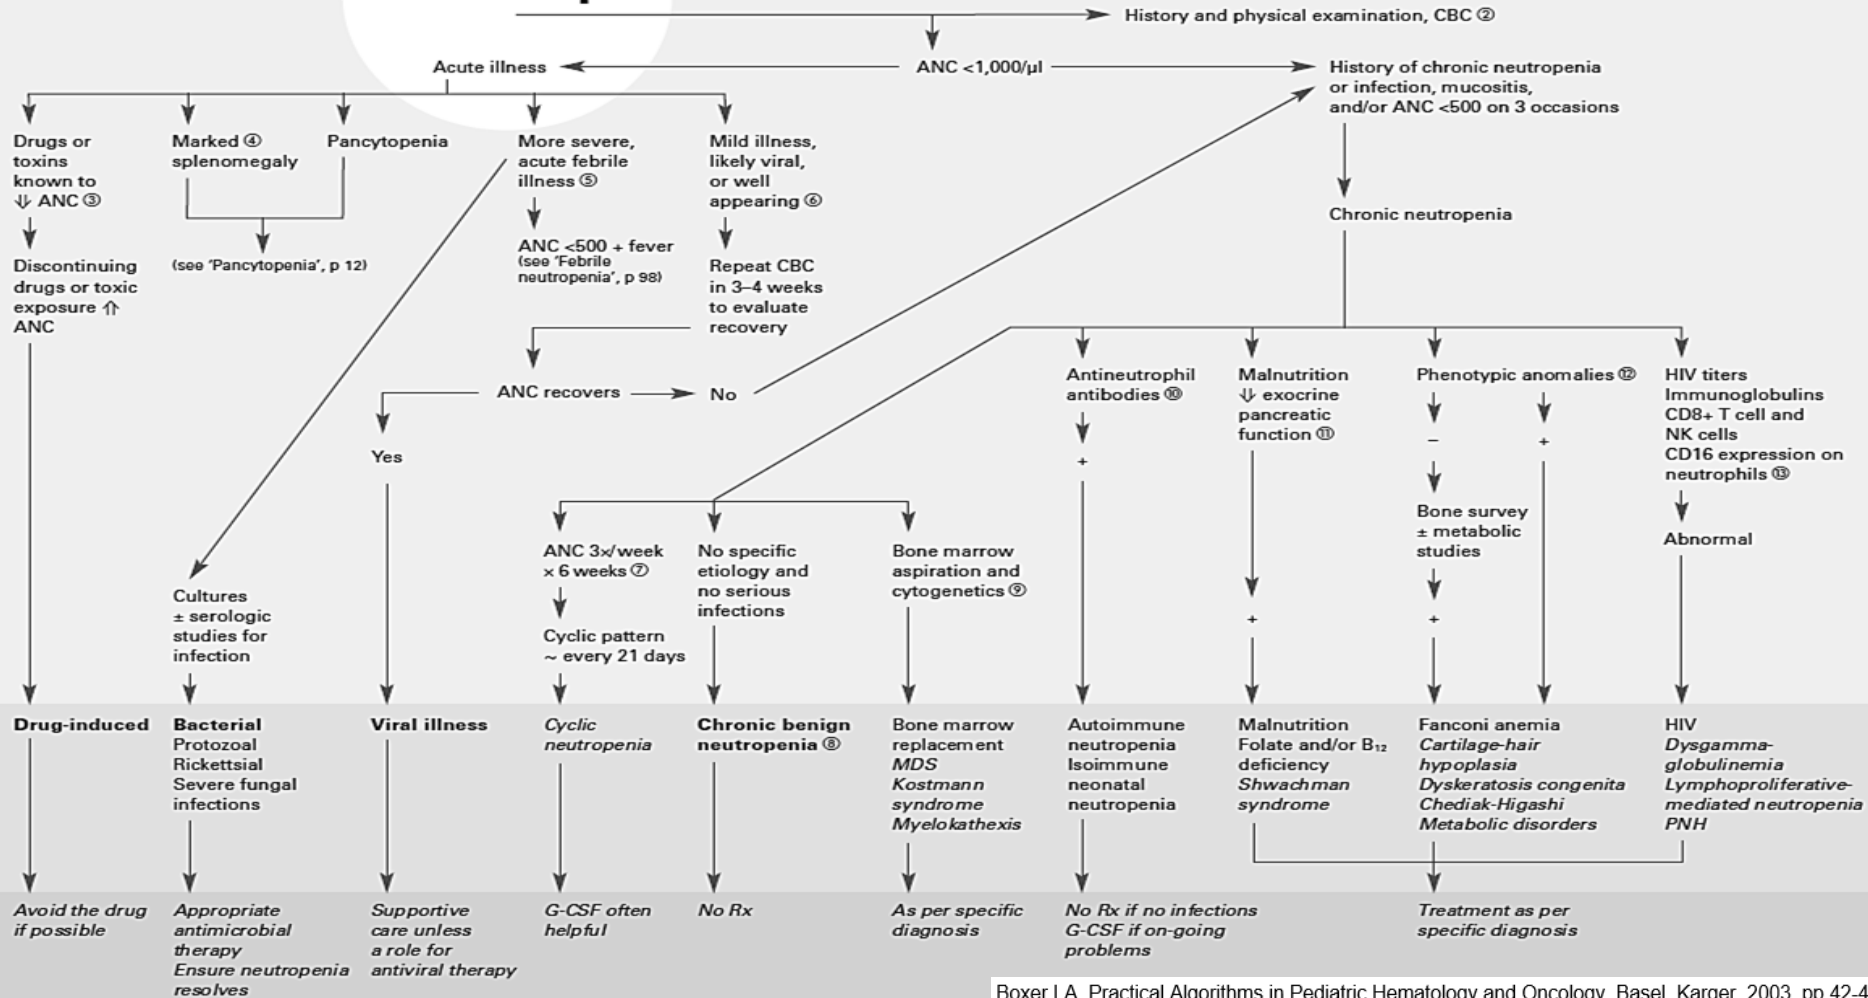 History and physical examination, CBC ②
Acute illness
ANC <1,000/µl
History of chronic neutropenia
or infection, mucositis,
and/or ANC <500 on 3 occasions
Drugs or
toxins
known to
⇓ ANC ③
Marked ④
splenomegaly
Pancytopenia
More severe,
acute febrile
illness ⑤
Mild illness,
likely viral,
or well
appearing ⑥
Chronic neutropenia
Discontinuing
drugs or toxic
exposure ⇑
ANC
(see 'Pancytopenia', p 12)
ANC <500 + fever
(see 'Febrile
neutropenia', p 98)
Repeat CBC
in 3–4 weeks
to evaluate
recovery
ANC recovers
No
Yes
Antineutrophil
antibodies ⑩
+
Malnutrition
⇓ exocrine
pancreatic
function ⑪
+
Phenotypic anomalies ⑫
–
+
Bone survey
± metabolic
studies
+
HIV titers
Immunoglobulins
CD8+ T cell and
NK cells
CD16 expression on
neutrophils ⑬
Abnormal
Cultures
± serologic
studies for
infection
ANC 3x/week
x 6 weeks ⑦
Cyclic pattern
~ every 21 days
No specific
etiology and
no serious
infections
Bone marrow
aspiration and
cytogenetics ⑨
Drug-induced
Bacterial
Protozoal
Rickettsial
Severe fungal
infections
Viral illness
Cyclic
neutropenia
Chronic benign
neutropenia ⑧
Bone marrow
replacement
MDS
Kostmann
syndrome
Myelokathexis
Autoimmune
neutropenia
Isoimmune
neonatal
neutropenia
Malnutrition
Folate and/or B₁₂
deficiency
Shwachman
syndrome
Fanconi anemia
Cartilage-hair
hypoplasia
Dyskeratosis congenita
Chediak-Higashi
Metabolic disorders
HIV
Dysgamma-
globulinemia
Lymphoproliferative-
mediated neutropenia
PNH
Avoid the drug
if possible
Appropriate
antimicrobial
therapy
Ensure neutropenia
resolves
Supportive
care unless
a role for
antiviral therapy
G-CSF often
helpful
No Rx
As per specific
diagnosis
No Rx if no infections
G-CSF if on-going
problems
Treatment as per
specific diagnosis
Boxer LA. Practical Algorithms in Pediatric Hematology and Oncology. Basel, Karger, 2003, pp 42-4